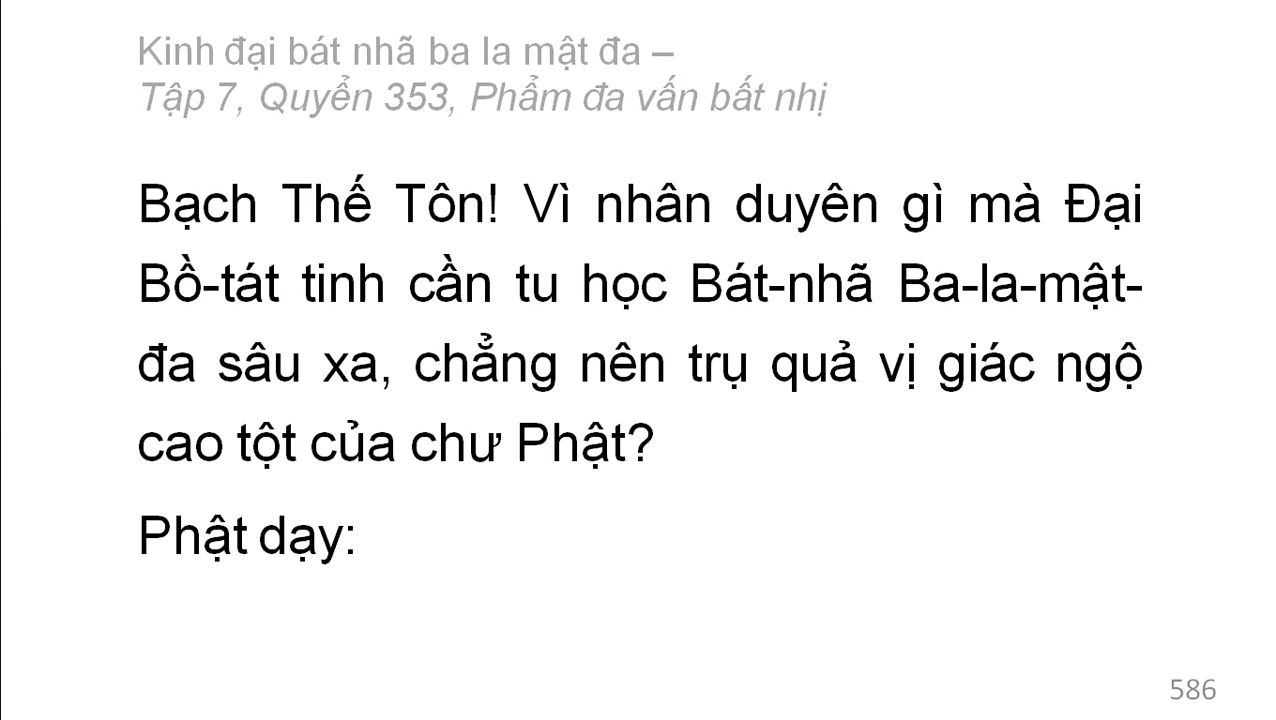 Kinh đại bát nhã ba la mật đa –
Tập 7, Quyển 353, Phẩm đa vấn bất nhị
Bạch Thế Tôn! Vì nhân duyên gì mà Đại
Bồ-tát tinh cần tu học Bát-nhã Ba-la-mật-
đa sâu xa, chẳng nên trụ quả vị giác ngộ
cao tột của chư Phật?
Phật dạy:
586